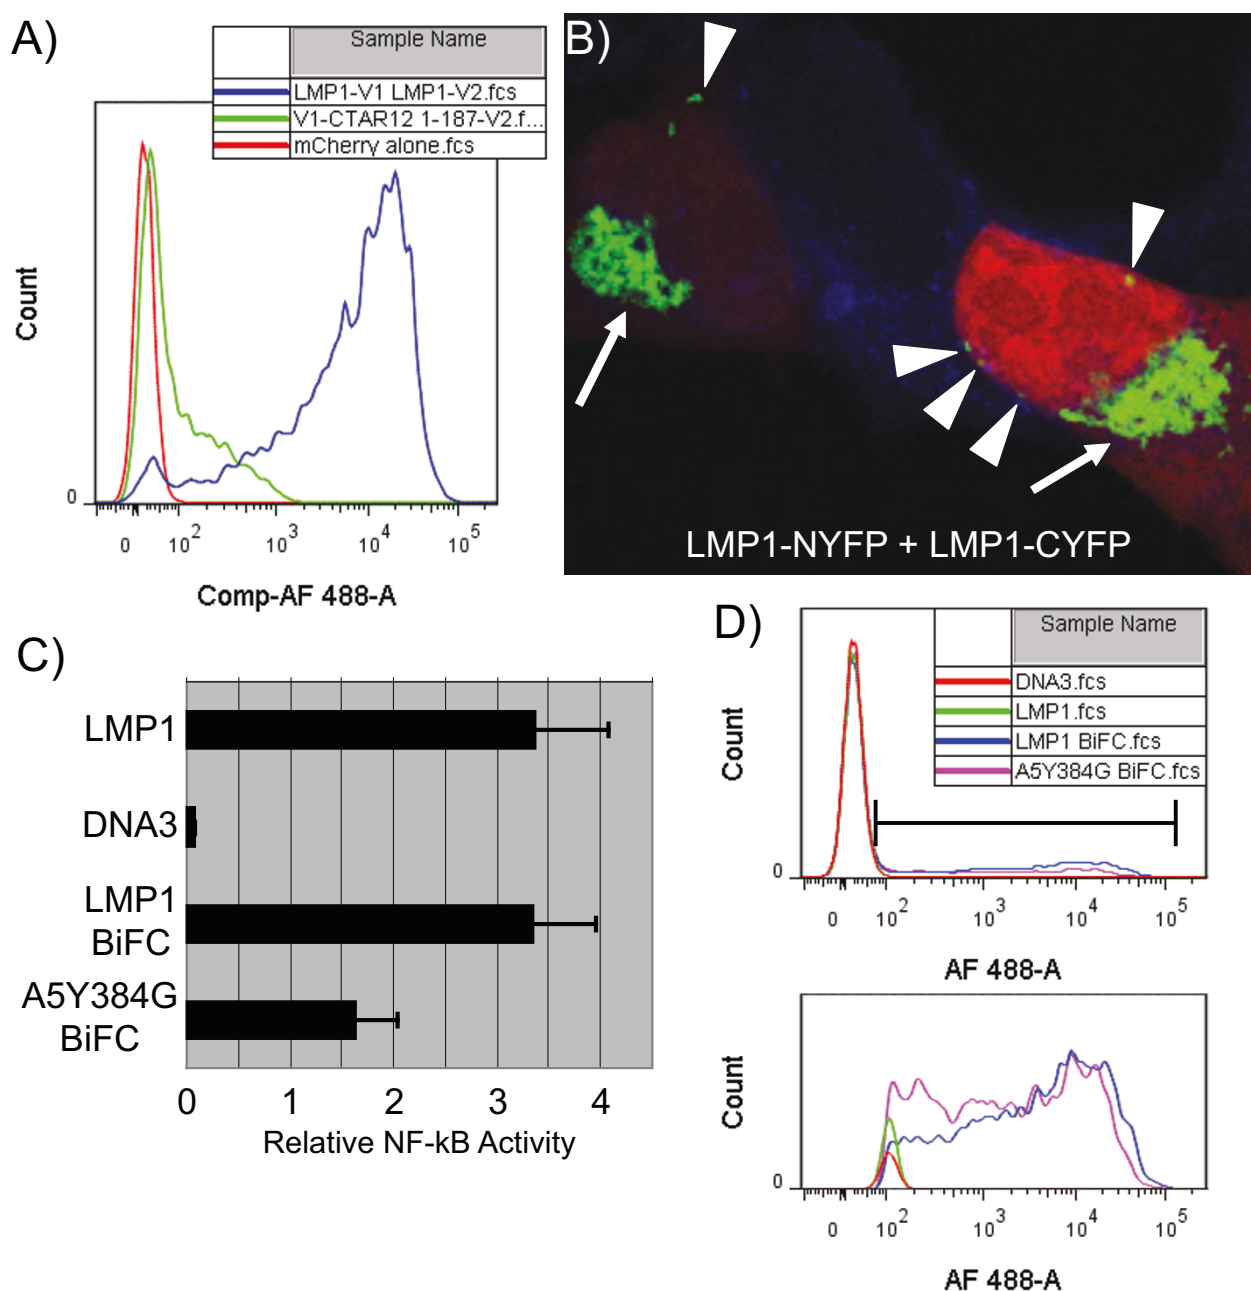 A)
Sample Name
LMP1-V1 LMP1-V2.fcs
V1-CTAR12 1-187-V2.f...
mCherry alone.fcs
Count
0
0 10² 10³ 10⁴ 10⁵
Comp-AF 488-A
B)
LMP1-NYFP + LMP1-CYFP
C)
LMP1
DNA3
LMP1
BiFC
A5Y384G
BiFC
0 1 2 3 4
Relative NF-kB Activity
D)
Sample Name
DNA3.fcs
LMP1.fcs
LMP1 BiFC.fcs
A5Y384G BiFC.fcs
Count
0
0 10² 10³ 10⁴ 10⁵
AF 488-A
Count
0
0 10² 10³ 10⁴ 10⁵
AF 488-A